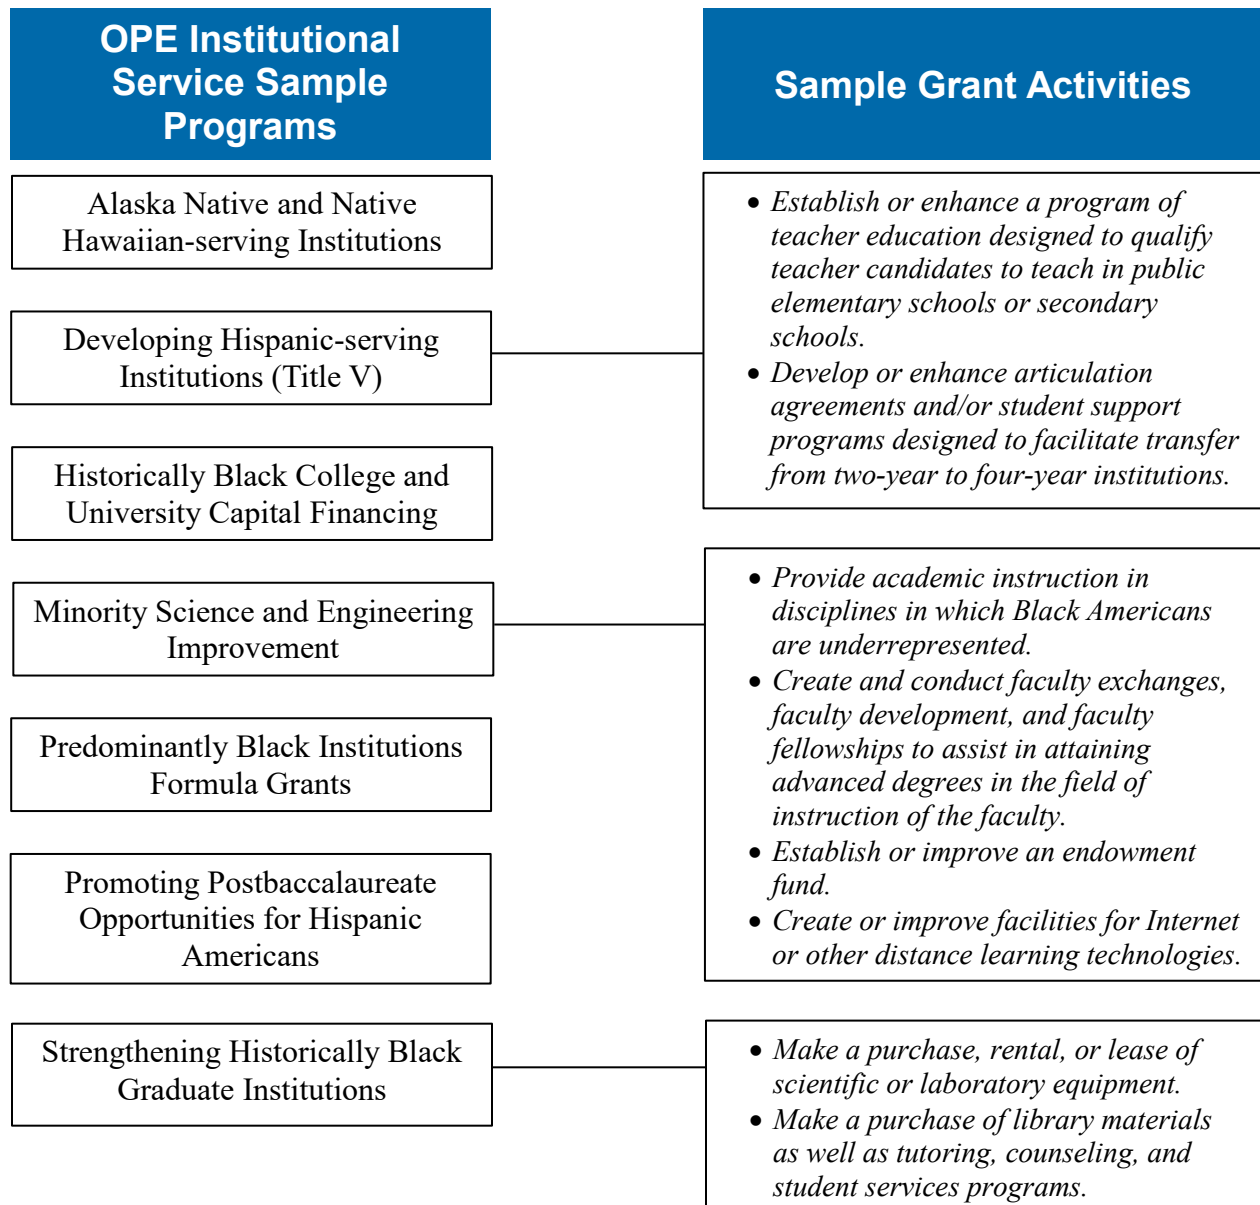 OPE Institutional
Service Sample
Programs
Sample Grant Activities
Alaska Native and Native
Hawaiian-serving Institutions
Developing Hispanic-serving
Institutions (Title V)
Historically Black College and
University Capital Financing
Minority Science and Engineering
Improvement
Predominantly Black Institutions
Formula Grants
Promoting Postbaccalaureate
Opportunities for Hispanic
Americans
Strengthening Historically Black
Graduate Institutions
• Establish or enhance a program of
teacher education designed to qualify
teacher candidates to teach in public
elementary schools or secondary
schools.
• Develop or enhance articulation
agreements and/or student support
programs designed to facilitate transfer
from two-year to four-year institutions.
• Provide academic instruction in
disciplines in which Black Americans
are underrepresented.
• Create and conduct faculty exchanges,
faculty development, and faculty
fellowships to assist in attaining
advanced degrees in the field of
instruction of the faculty.
• Establish or improve an endowment
fund.
• Create or improve facilities for Internet
or other distance learning technologies.
• Make a purchase, rental, or lease of
scientific or laboratory equipment.
• Make a purchase of library materials
as well as tutoring, counseling, and
student services programs.